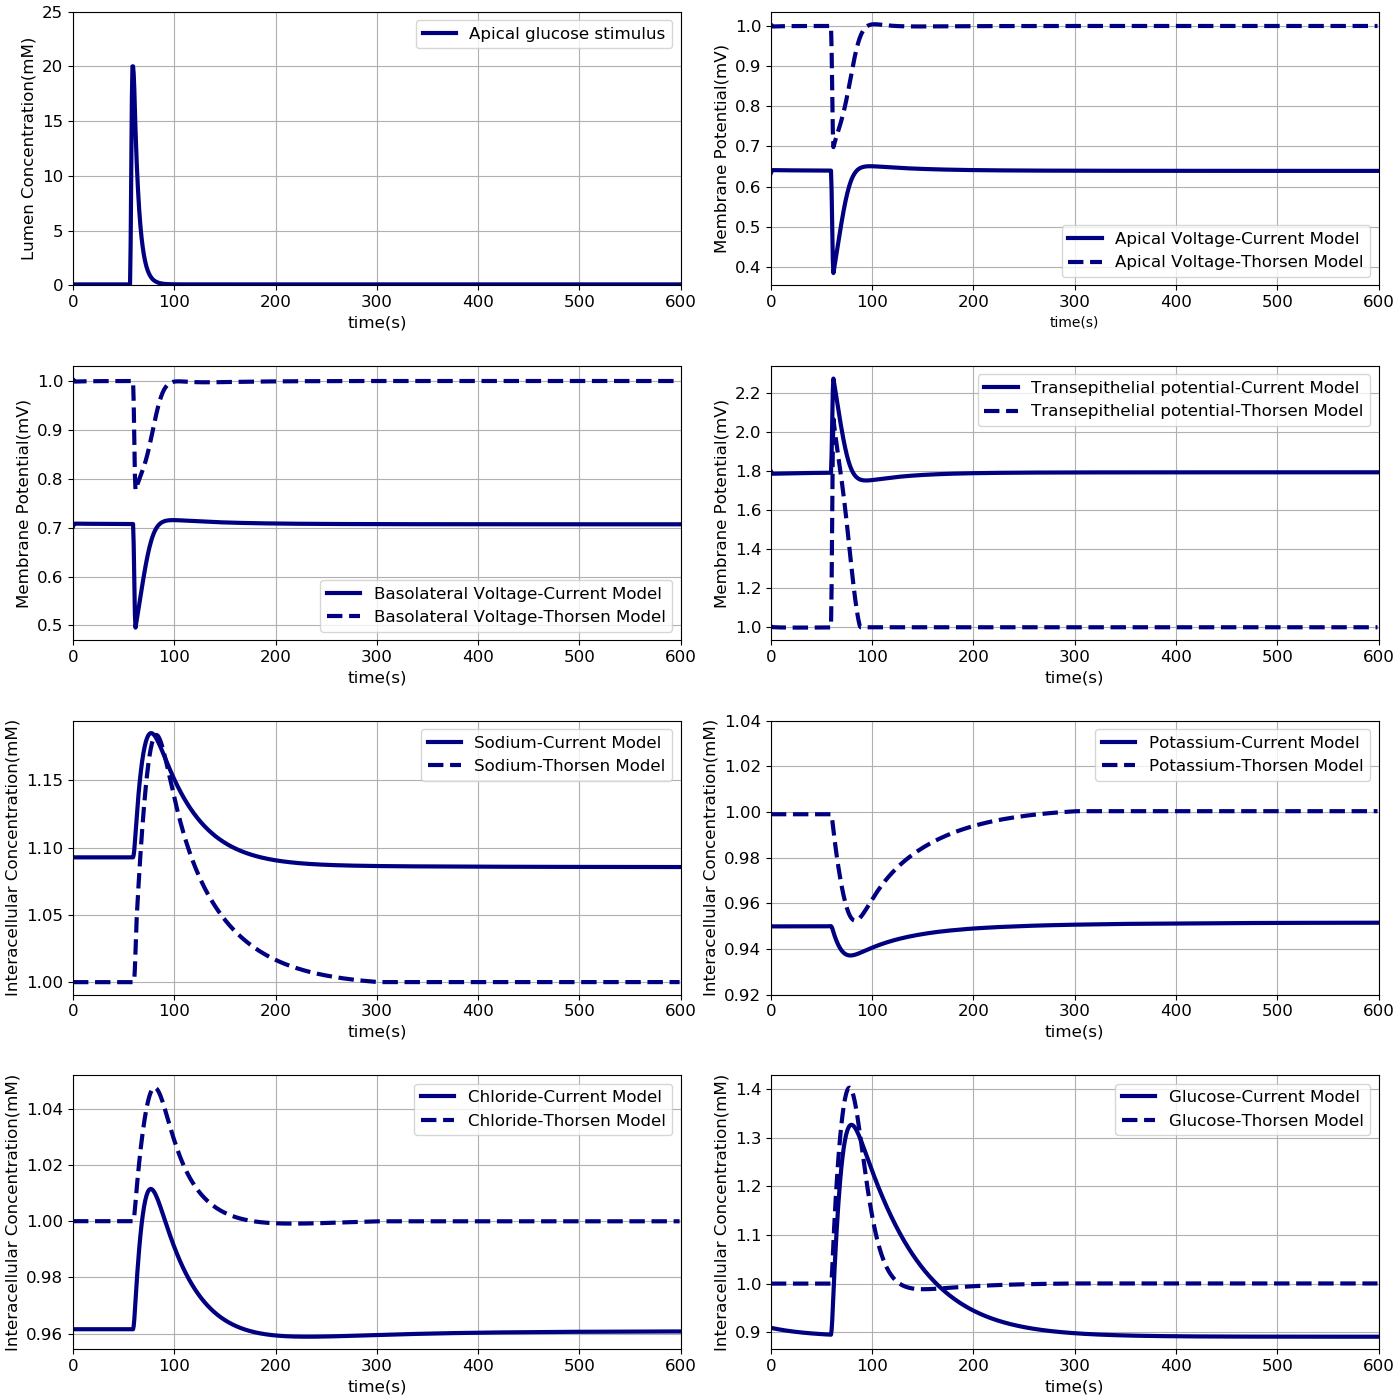 Lumen Concentration(mM)
25
20
15
10
5
0
Apical glucose stimulus
0 100 200 300 400 500 600
time(s)
Membrane Potential(mV)
1.0
0.9
0.8
0.7
0.6
0.5
0.4
Apical Voltage-Current Model
Apical Voltage-Thorsen Model
0 100 200 300 400 500 600
time(s)
Membrane Potential(mV)
1.0
0.9
0.8
0.7
0.6
0.5
Basolateral Voltage-Current Model
Basolateral Voltage-Thorsen Model
0 100 200 300 400 500 600
time(s)
Membrane Potential(mV)
2.2
2.0
1.8
1.6
1.4
1.2
1.0
Transepithelial potential-Current Model
Transepithelial potential-Thorsen Model
0 100 200 300 400 500 600
time(s)
Interacellular Concentration(mM)
1.15
1.10
1.05
1.00
Sodium-Current Model
Sodium-Thorsen Model
0 100 200 300 400 500 600
time(s)
Interacellular Concentration(mM)
1.04
1.02
1.00
0.98
0.96
0.94
0.92
Potassium-Current Model
Potassium-Thorsen Model
0 100 200 300 400 500 600
time(s)
Interacellular Concentration(mM)
1.04
1.02
1.00
0.98
0.96
Chloride-Current Model
Chloride-Thorsen Model
0 100 200 300 400 500 600
time(s)
Interacellular Concentration(mM)
1.4
1.3
1.2
1.1
1.0
0.9
Glucose-Current Model
Glucose-Thorsen Model
0 100 200 300 400 500 600
time(s)